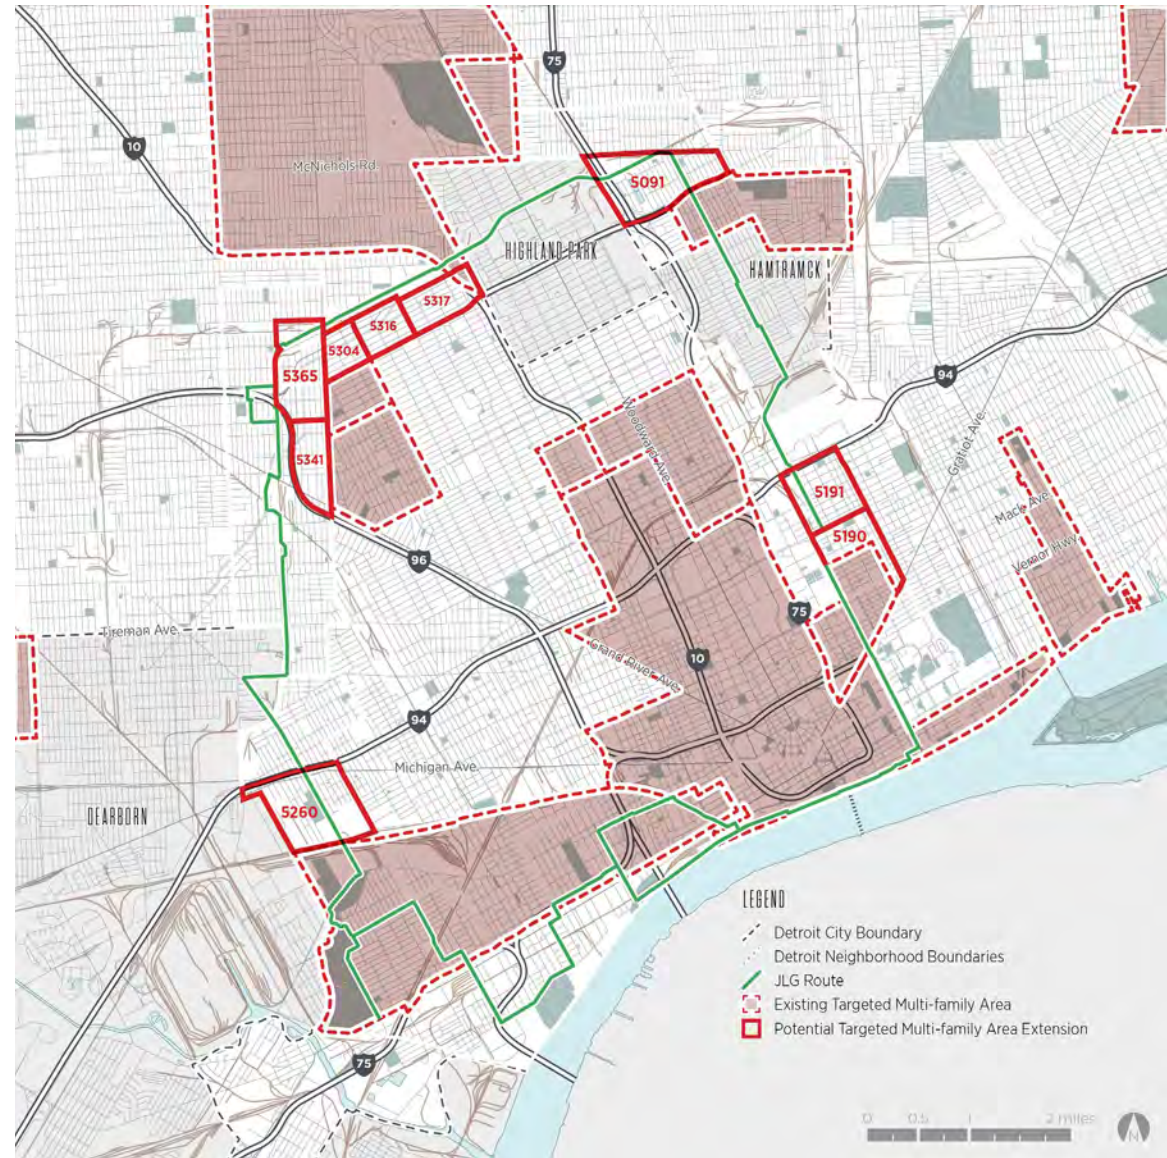 75
10
McNichols Rd.
5091
HIGHLAND PARK
HAMTRAMCK
5317
5316
5304
5365
94
Woodward Ave.
Gratiot Ave.
5341
5191
Mack Ave.
5190
Vernor Hwy.
96
75
Tireman Ave.
Grand River Ave.
10
94
Michigan Ave.
DEARBORN
5260
LEGEND
Detroit City Boundary
Detroit Neighborhood Boundaries
JLG Route
Existing Targeted Multi-family Area
Potential Targeted Multi-family Area Extension
75
0 0.5 1 2 miles
N